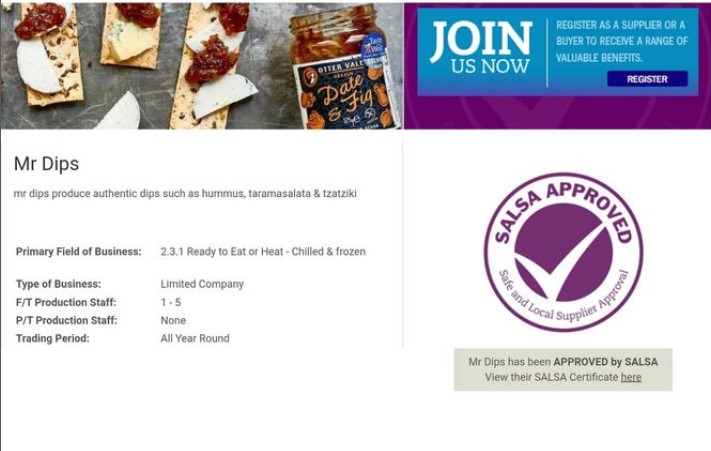 Taste of the West
OTTER VALE
Date
& Fig
JOIN
US NOW
REGISTER AS A SUPPLIER OR A
BUYER TO RECEIVE A RANGE OF
VALUABLE BENEFITS.
REGISTER
Mr Dips
mr dips produce authentic dips such as hummus, taramasalata & tzatziki
Primary Field of Business: 2.3.1 Ready to Eat or Heat - Chilled & frozen
Type of Business: Limited Company
F/T Production Staff: 1 - 5
P/T Production Staff: None
Trading Period: All Year Round
SALSA APPROVED
Safe and Local Supplier Approval
Mr Dips has been APPROVED by SALSA
View their SALSA Certificate here